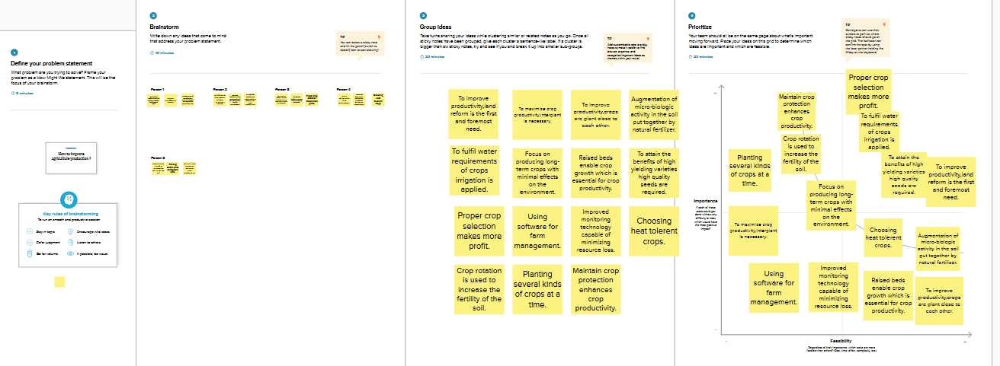 1
Define your problem statement
What problem are you trying to solve? Frame your
problem as a How Might We statement. This will be the
focus of your brainstorm.
5 minutes
PROBLEM
How to improve
agriculture production ?
Key rules of brainstorming
To run an smooth and productive session
Stay in topic.
Encourage wild ideas.
Defer judgment.
Listen to others.
Go for volume.
If possible, be visual.
2
Brainstorm
Write down any ideas that come to mind
that address your problem statement.
10 minutes
TIP
You can select a sticky note
and hit the pencil [switch to
sketch] icon to start drawing!
Person 1
Person 2
Person 3
Person 4
Person 5
3
Group ideas
Take turns sharing your ideas while clustering similar or related notes as you go. Once all
sticky notes have been grouped, give each cluster a sentence-like label. If a cluster is
bigger than six sticky notes, try and see if you and break it up into smaller sub-groups.
20 minutes
TIP
Add customizable tags to sticky
notes to make it easier to find,
browse, organize, and
categorize important ideas as
themes within your mural.
To improve
productivity,land
reform is the first
and foremost
need.
To maximize crop
productivity,interplant
is necessary.
To improve
productivity,crops
are plant close to
each other.
Augmentation of
micro-biologic
activity in the soil
put together by
natural fertilizer.
To fulfil water
requirements
of crops
irrigation is
applied.
Focus on
producing long-
term crops with
minimal effects
on the
environment.
Raised beds
enable crop
growth which is
essential for crop
productivity.
To attain the
benefits of high
yielding varieties
high quality
seeds are
required.
Proper crop
selection
makes more
profit.
Using
software for
farm
management.
Improved
monitoring
technology
capable of
minimizing
resource loss.
Choosing
heat tolerent
crops.
Crop rotation
is used to
increase the
fertility of the
soil.
Planting
several kinds
of crops at a
time.
Maintain crop
protection
enhances
crop
productivity.
4
Prioritize
Your team should all be on the same page about what's important
moving forward. Place your ideas on this grid to determine which
ideas are important and which are feasible.
20 minutes
TIP
Participants can use their
cursors to point at where
sticky notes should go on
the grid. The facilitator can
confirm the spot by using
the laser pointer holding the
H key on the keyboard.
Proper crop
selection
makes more
profit.
Maintain crop
protection
enhances
crop
productivity.
To fulfil water
requirements
of crops
irrigation is
applied.
Crop rotation
is used to
increase the
fertility of the
soil.
Planting
several kinds
of crops at a
time.
To attain the
benefits of high
yielding varieties
high quality
seeds are
required.
To improve
productivity,land
reform is the first
and foremost
need.
Focus on
producing long-
term crops with
minimal effects
on the
environment.
Importance
If each of these
tasks could get
done without any
difficulty or cost,
which would have
the most positive
impact?
To maximize crop
productivity,interplant
is necessary.
Choosing
heat tolerent
crops.
Augmentation of
micro-biologic
activity in the soil
put together by
natural fertilizer.
Using
software for
farm
management.
Improved
monitoring
technology
capable of
minimizing
resource loss.
Raised beds
enable crop
growth which is
essential for crop
productivity.
To improve
productivity,crops
are plant close to
each other.
Feasibility
Regardless of their importance, which tasks are more
feasible than others? (Cost, time, effort, complexity, etc.)